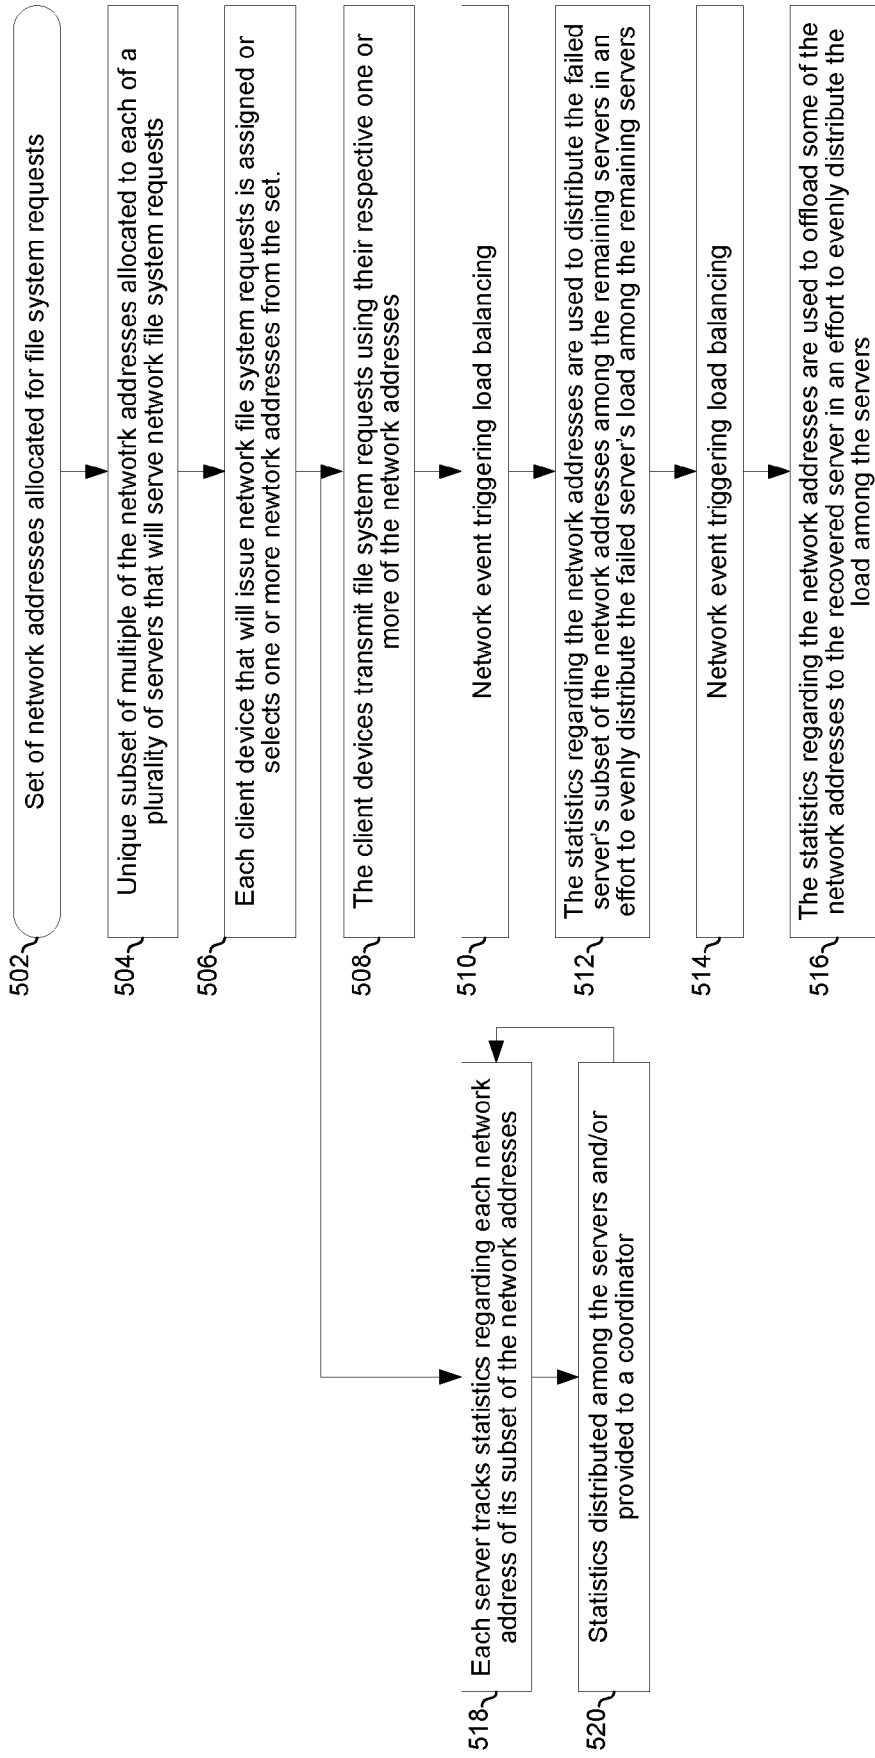 502
Set of network addresses allocated for file system requests
504
Unique subset of multiple of the netwotrk addresses allocated to each of a
plurality of servers that will serve network file system requests
506
Each client device that will issue network file system requests is assigned or
selects one or more newtork addresses from the set.
508
The client devices transmit file system requests using their respective one or
more of the network addresses
510
Network event triggering load balancing
512
The statistics regarding the network addresses are used to distribute the failed
server's subset of the network addresses among the remaining servers in an
effort to evenly distribute the failed server's load among the remaining servers
514
Network event triggering load balancing
516
The statistics regarding the network addresses are used to offload some of the
network addresses to the recovered server in an effort to evenly distribute the
load among the servers
518
Each server tracks statistics regarding each network
address of its subset of the network addresses
520
Statistics distributed among the servers and/or
provided to a coordinator